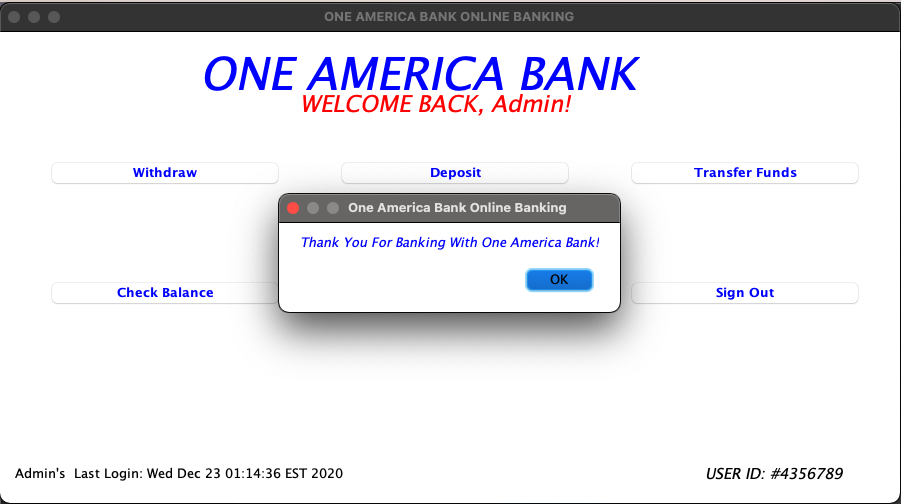 ONE AMERICA BANK ONLINE BANKING
ONE AMERICA BANK
WELCOME BACK, Admin!
Withdraw
Deposit
Transfer Funds
One America Bank Online Banking
Thank You For Banking With One America Bank!
OK
Check Balance
Sign Out
Admin's Last Login: Wed Dec 23 01:14:36 EST 2020
USER ID: #4356789